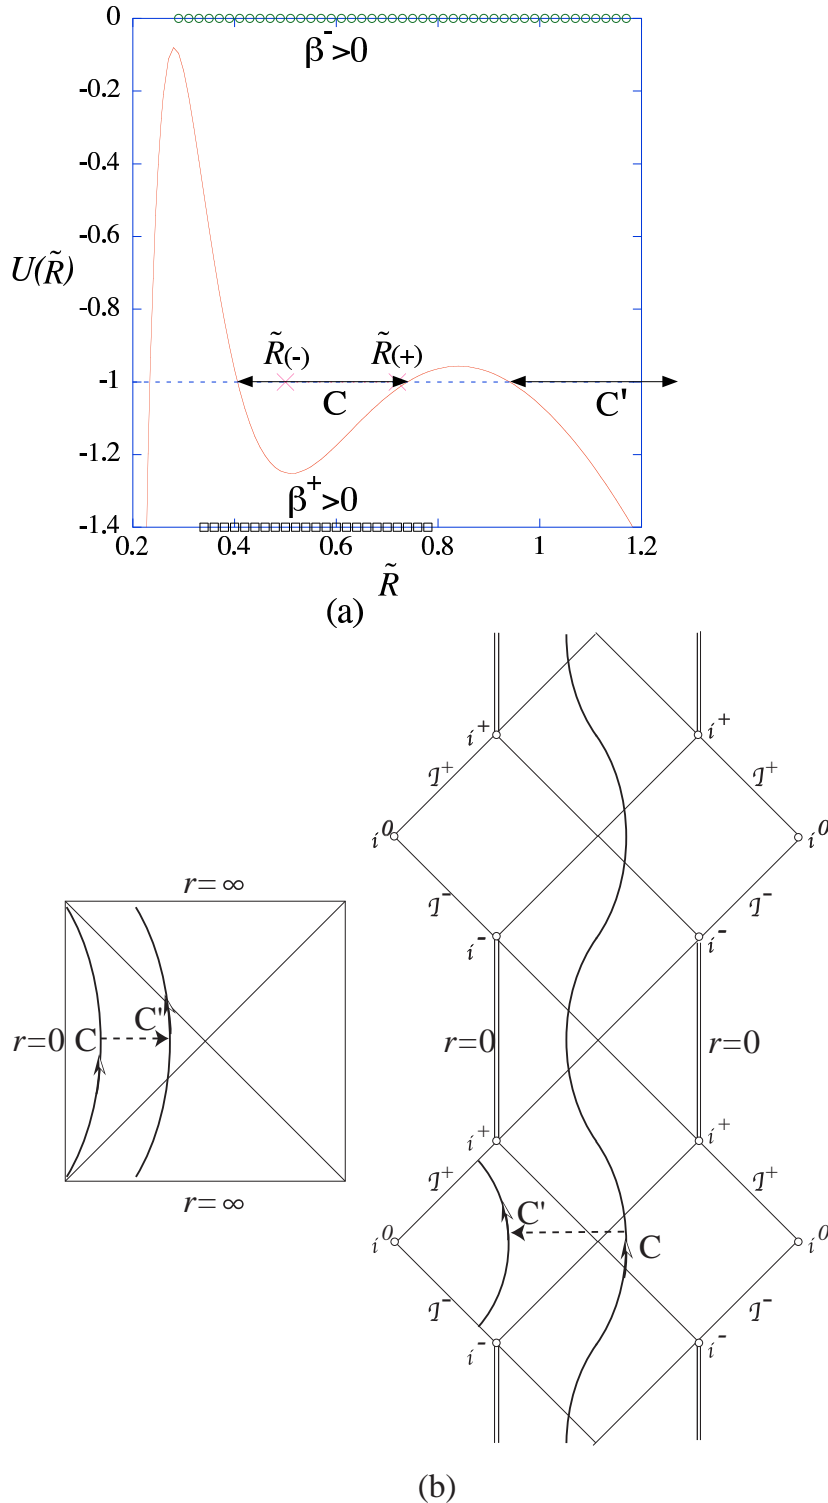 0
β⁻>0
-0.2
-0.4
-0.6
U(R̃)
-0.8
R̃(-) R̃(+)
-1
C C'
-1.2
β⁺>0
-1.4
0.2 0.4 0.6 0.8 1 1.2
R̃
(a)
i⁺ i⁺
ℐ⁺ ℐ⁺
i⁰ i⁰
r=∞
ℐ⁻ ℐ⁻
i⁻ i⁻
r=0 C C' r=0 r=0
i⁺ i⁺
ℐ⁺ ℐ⁺
r=∞
C'
i⁰ C i⁰
ℐ⁻ ℐ⁻
i⁻ i⁻
(b)